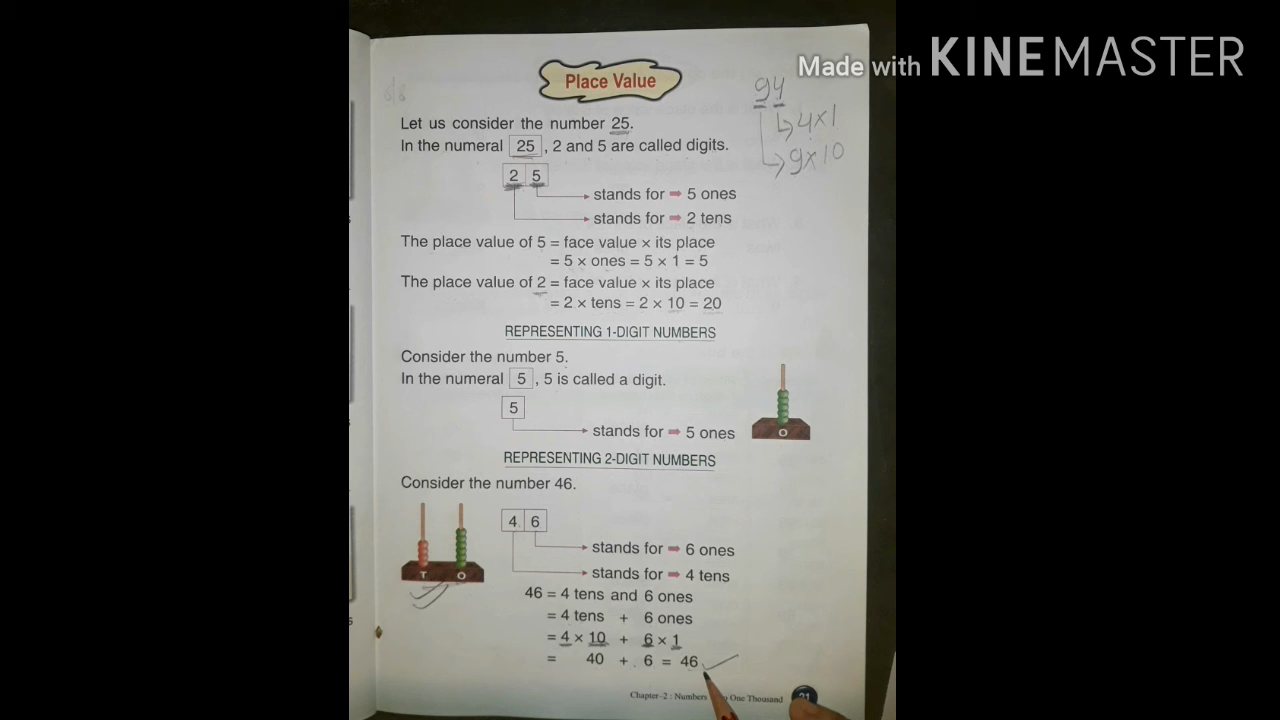 Made with KINEMASTER
Place Value
94
4×1
9×10
Let us consider the number 25.
In the numeral 25, 2 and 5 are called digits.
2 5
stands for ➡ 5 ones
stands for ➡ 2 tens
The place value of 5 = face value × its place
= 5 × ones = 5 × 1 = 5
The place value of 2 = face value × its place
= 2 × tens = 2 × 10 = 20
REPRESENTING 1-DIGIT NUMBERS
Consider the number 5.
In the numeral 5, 5 is called a digit.
5
stands for ➡ 5 ones
O
REPRESENTING 2-DIGIT NUMBERS
Consider the number 46.
4 6
stands for ➡ 6 ones
stands for ➡ 4 tens
T O
46 = 4 tens and 6 ones
= 4 tens + 6 ones
= 4 × 10 + 6 × 1
= 40 + 6 = 46
Chapter-2 : Numbers One Thousand